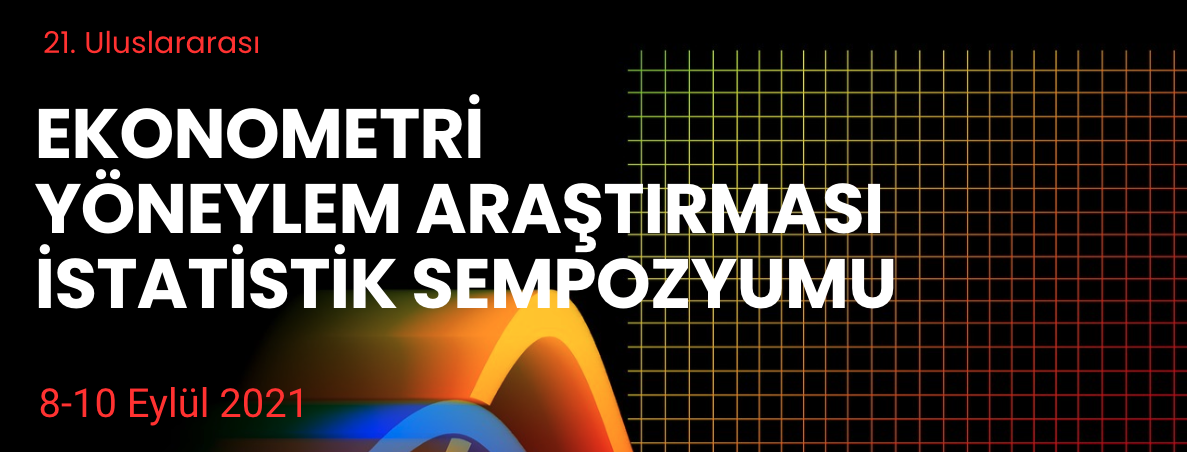 21. Uluslararası
EKONOMETRİ
YÖNEYLEM ARAŞTIRMASI
İSTATİSTİK SEMPOZYUMU
8-10 Eylül 2021